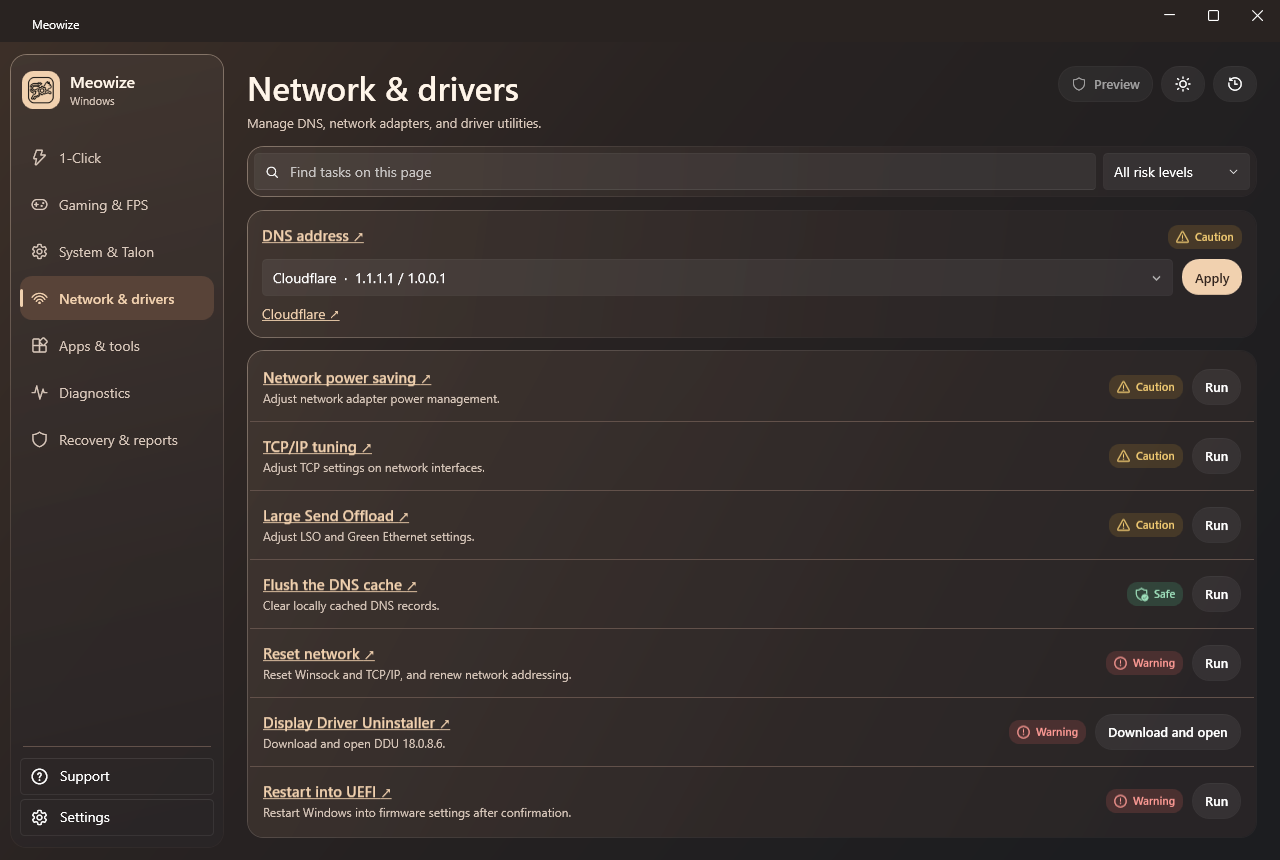 Meowize
Meowize
Windows
1-Click
Gaming & FPS
System & Talon
Network & drivers
Apps & tools
Diagnostics
Recovery & reports
Support
Settings
Network & drivers
Manage DNS, network adapters, and driver utilities.
Preview
Find tasks on this page
All risk levels
DNS address ↗
Caution
Cloudflare · 1.1.1.1 / 1.0.0.1
Apply
Cloudflare ↗
Network power saving ↗
Adjust network adapter power management.
Caution
Run
TCP/IP tuning ↗
Adjust TCP settings on network interfaces.
Caution
Run
Large Send Offload ↗
Adjust LSO and Green Ethernet settings.
Caution
Run
Flush the DNS cache ↗
Clear locally cached DNS records.
Safe
Run
Reset network ↗
Reset Winsock and TCP/IP, and renew network addressing.
Warning
Run
Display Driver Uninstaller ↗
Download and open DDU 18.0.8.6.
Warning
Download and open
Restart into UEFI ↗
Restart Windows into firmware settings after confirmation.
Warning
Run